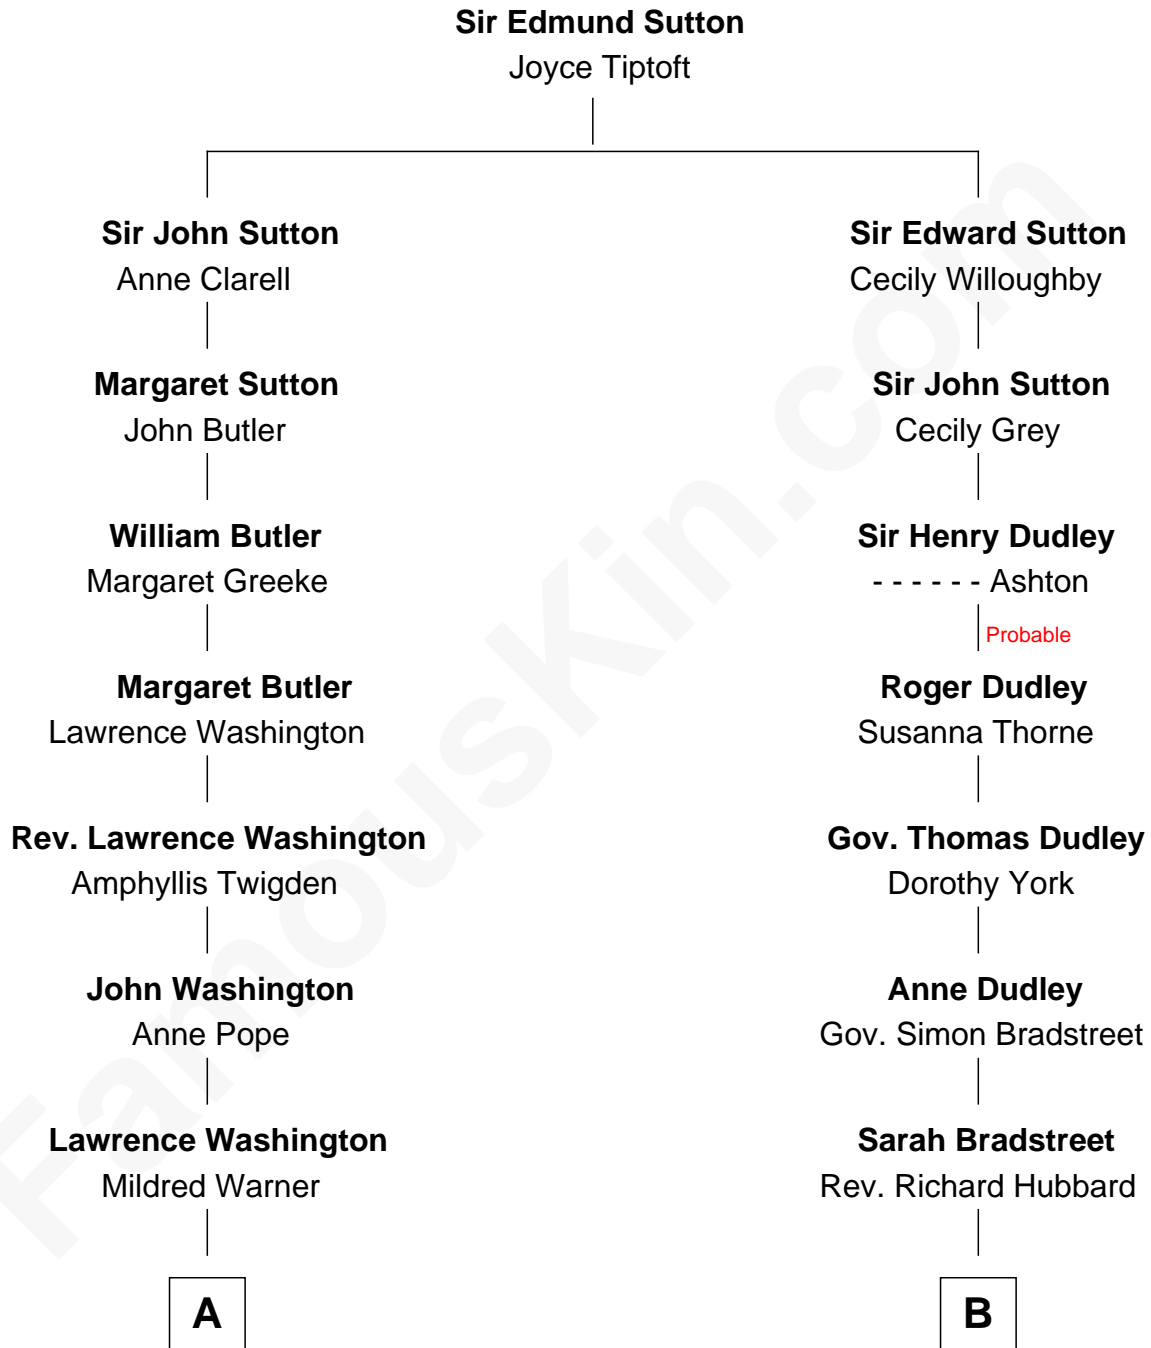 Sir Edmund Sutton
Joyce Tiptoft
Sir John Sutton
Anne Clarell
Margaret Sutton
John Butler
William Butler
Margaret Greeke
Margaret Butler
Lawrence Washington
Rev. Lawrence Washington
Amphyllis Twigden
John Washington
Anne Pope
Lawrence Washington
Mildred Warner
A
Sir Edward Sutton
Cecily Willoughby
Sir John Sutton
Cecily Grey
Sir Henry Dudley
- - - - - - Ashton
Probable
Roger Dudley
Susanna Thorne
Gov. Thomas Dudley
Dorothy York
Anne Dudley
Gov. Simon Bradstreet
Sarah Bradstreet
Rev. Richard Hubbard
B
FamousKin.com